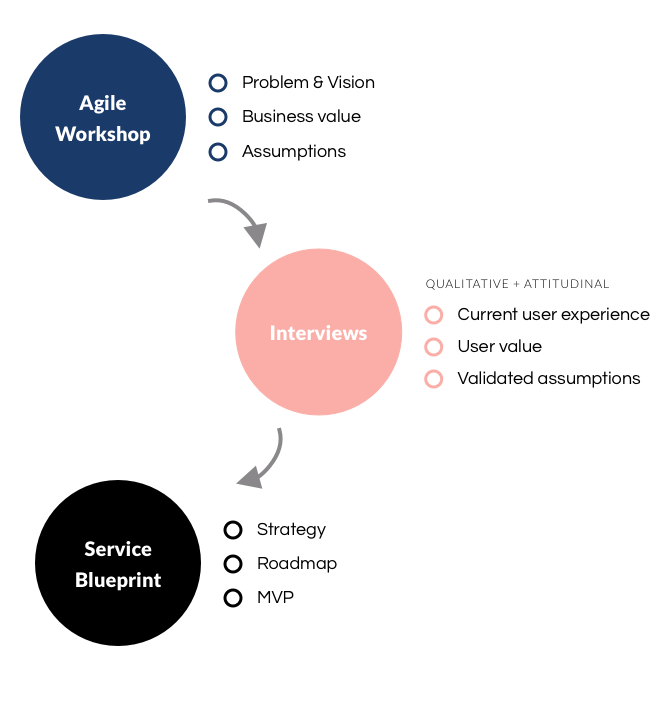 Agile
Workshop
Problem & Vision
Business value
Assumptions
Interviews
QUALITATIVE + ATTITUDINAL
Current user experience
User value
Validated assumptions
Service
Blueprint
Strategy
Roadmap
MVP